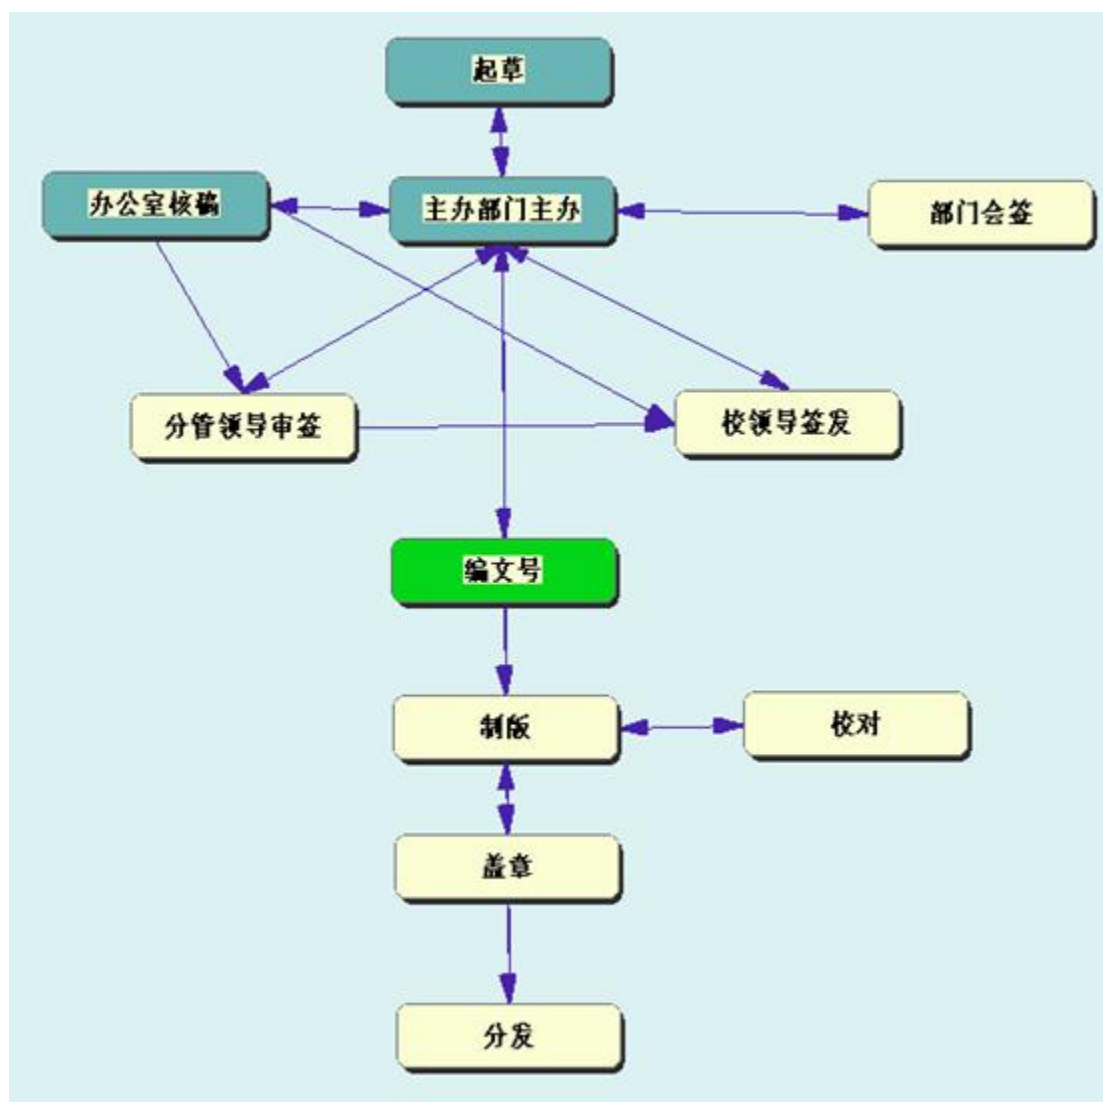 起草
办公室核稿
主办部门主办
部门会签
分管领导审签
校领导签发
编文号
制版
校对
盖章
分发